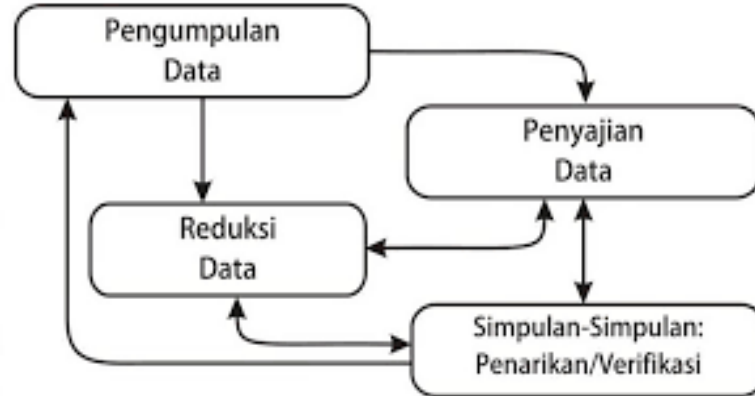 Pengumpulan
Data
Penyajian
Data
Reduksi
Data
Simpulan-Simpulan:
Penarikan/Verifikasi